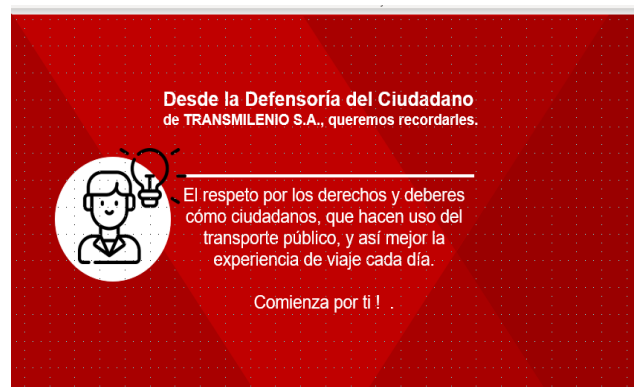 Desde la Defensoría del Ciudadano
de TRANSMILENIO S.A., queremos recordarles.
El respeto por los derechos y deberes
cómo ciudadanos, que hacen uso del
transporte público, y así mejor la
experiencia de viaje cada día.
Comienza por ti ! .